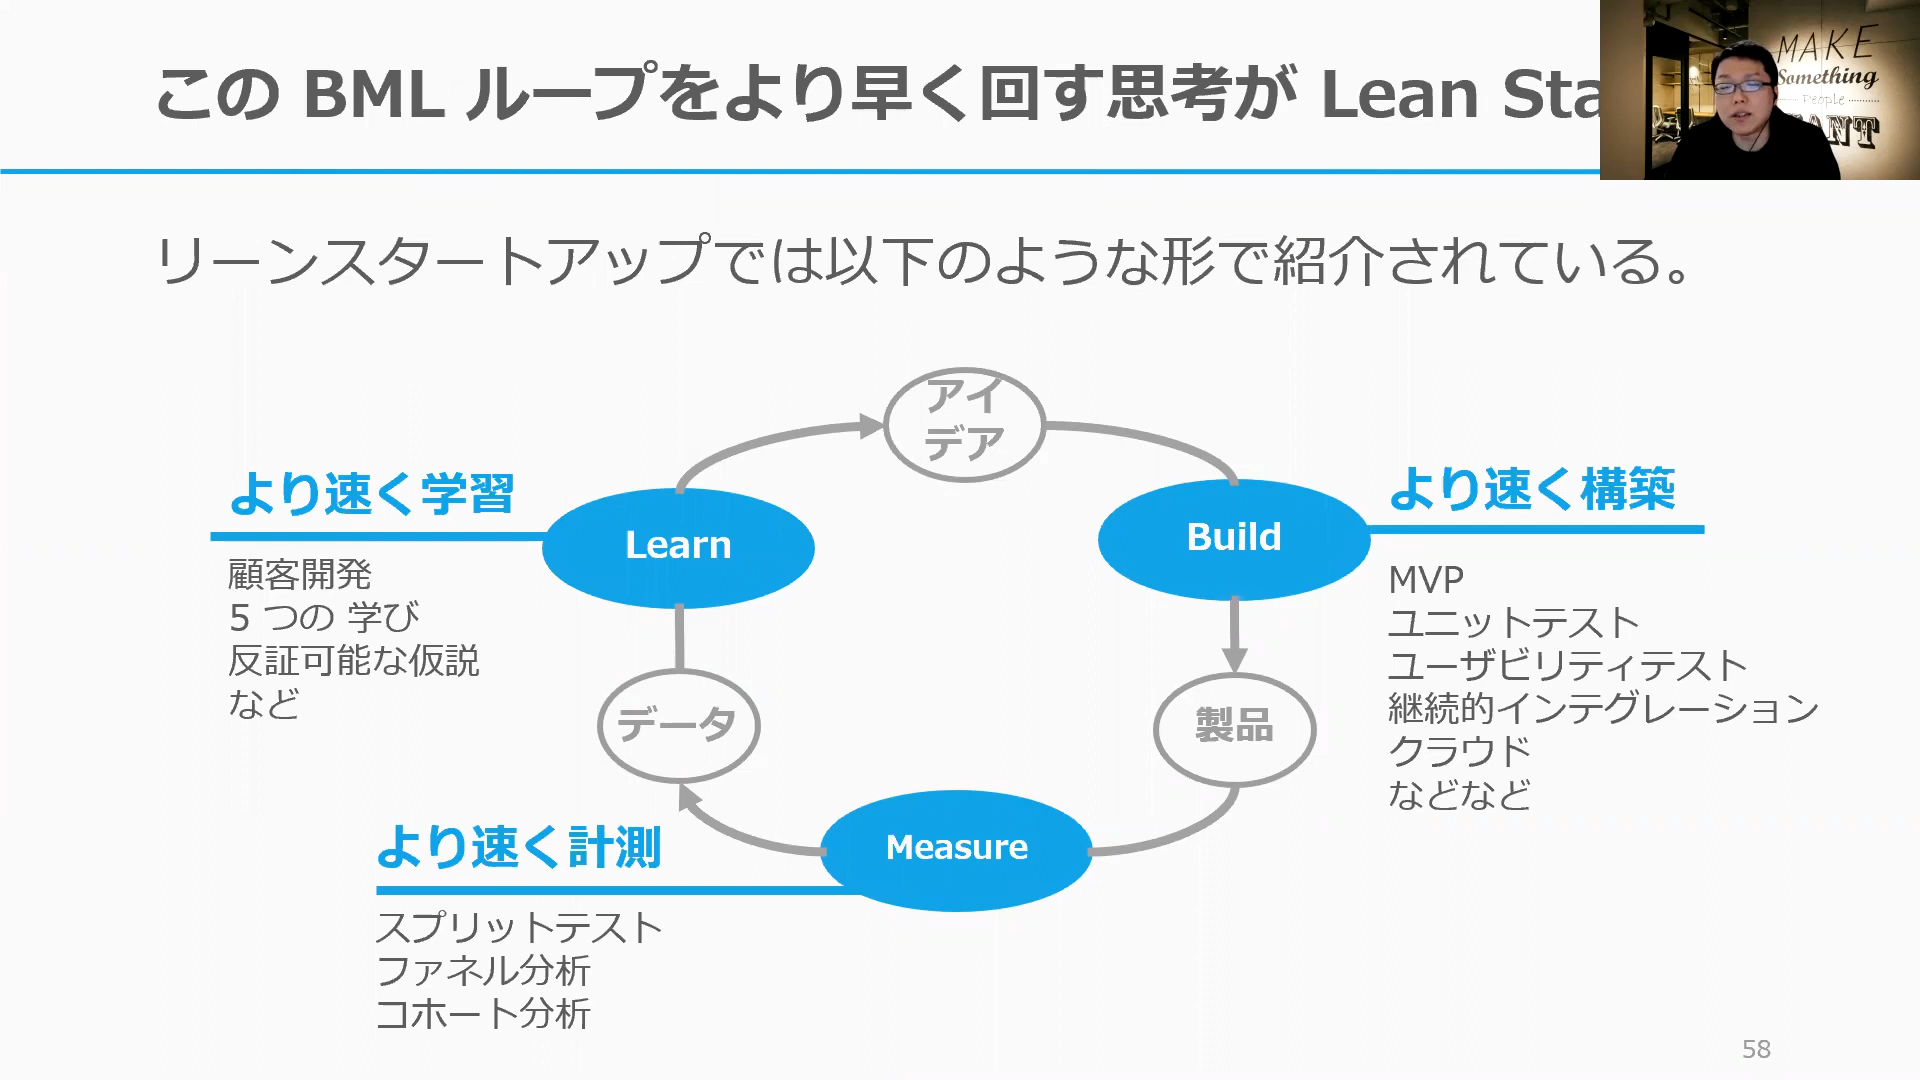 この BML ループをより早く回す思考が Lean Sta
MAKE
Something
People
リーンスタートアップでは以下のような形で紹介されている。
アイ
デア
より速く学習
Learn
顧客開発
5 つの 学び
反証可能な仮説
など
Build
より速く構築
MVP
ユニットテスト
ユーザビリティテスト
継続的インテグレーション
クラウド
などなど
データ
製品
より速く計測
Measure
スプリットテスト
ファネル分析
コホート分析
58